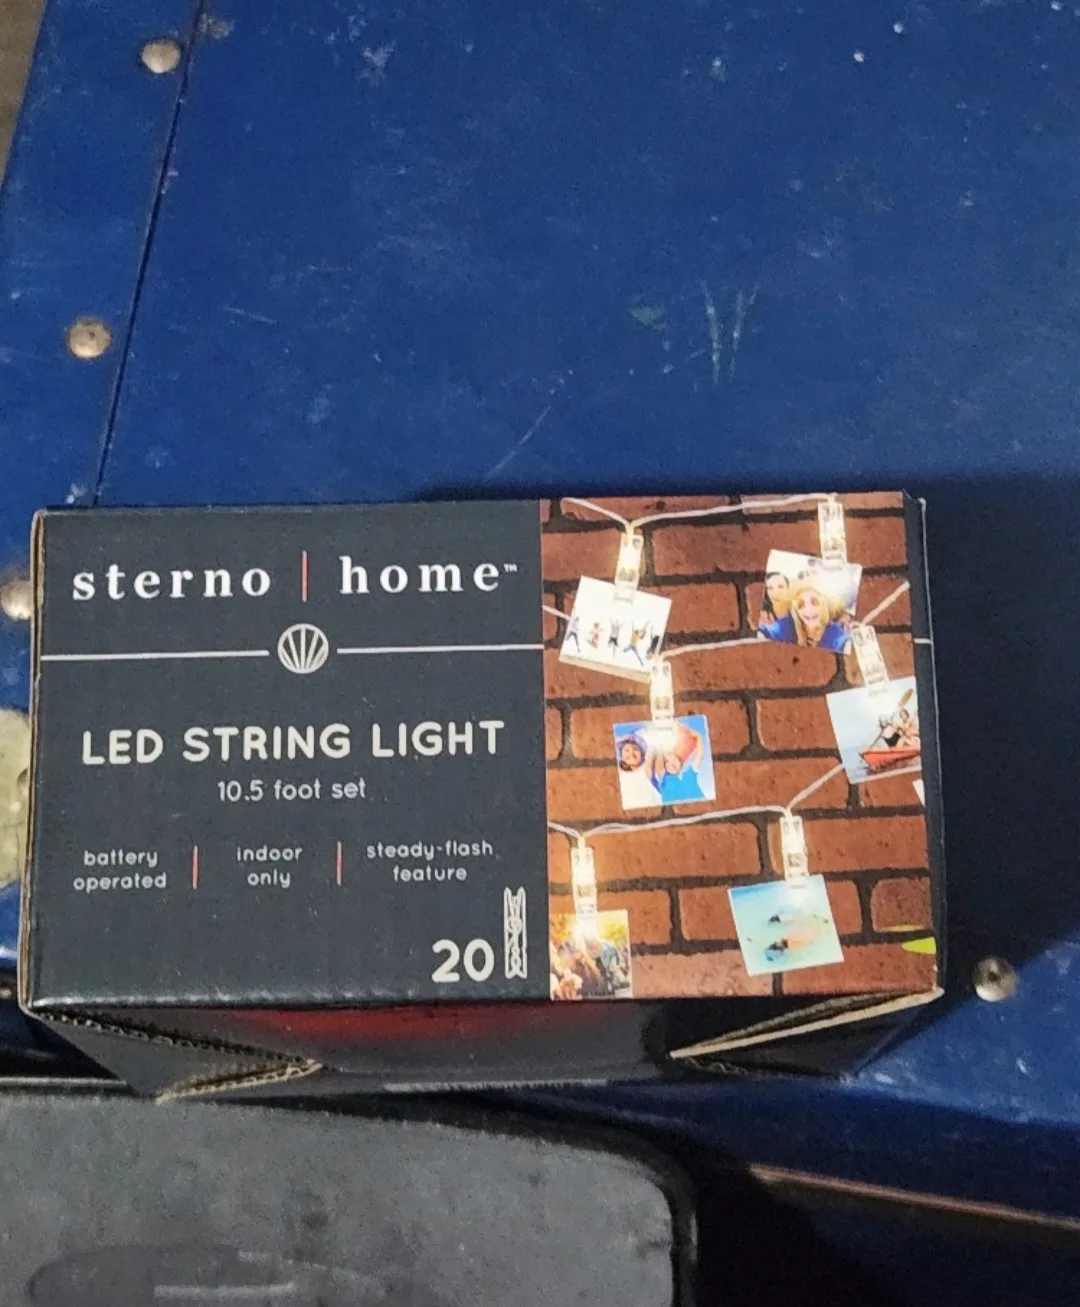 sterno | home™
LED STRING LIGHT
10.5 foot set
battery operated | indoor only | steady-flash feature
20